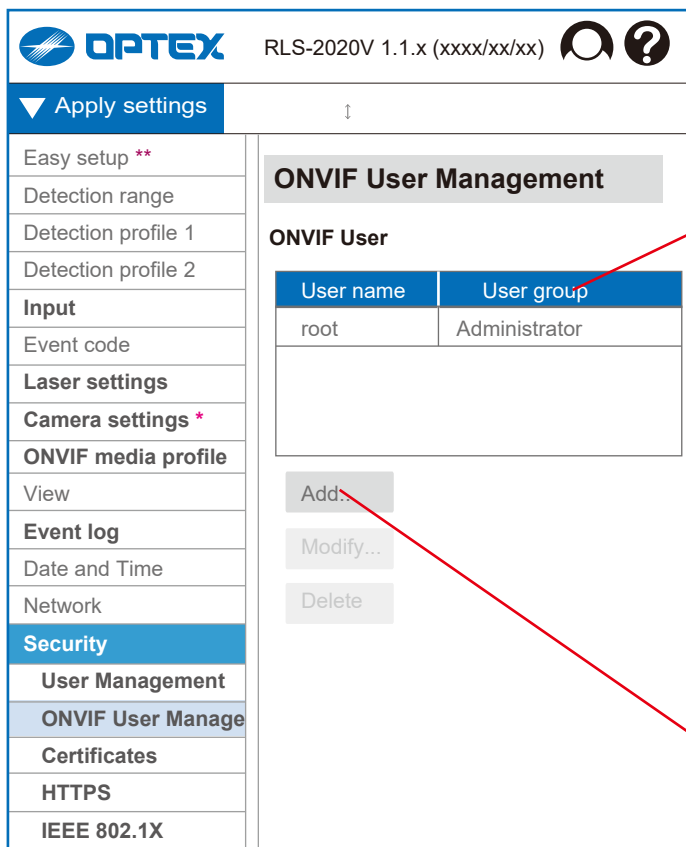 OPTEX RLS-2020V 1.1.x (xxxx/xx/xx) ?
Apply settings
Easy setup **
Detection range
Detection profile 1
Detection profile 2
Input
Event code
Laser settings
Camera settings *
ONVIF media profile
View
Event log
Date and Time
Network
Security
User Management
ONVIF User Manage
Certificates
HTTPS
IEEE 802.1X
ONVIF User Management
ONVIF User
User name User group
root Administrator
Add...
Modify...
Delete